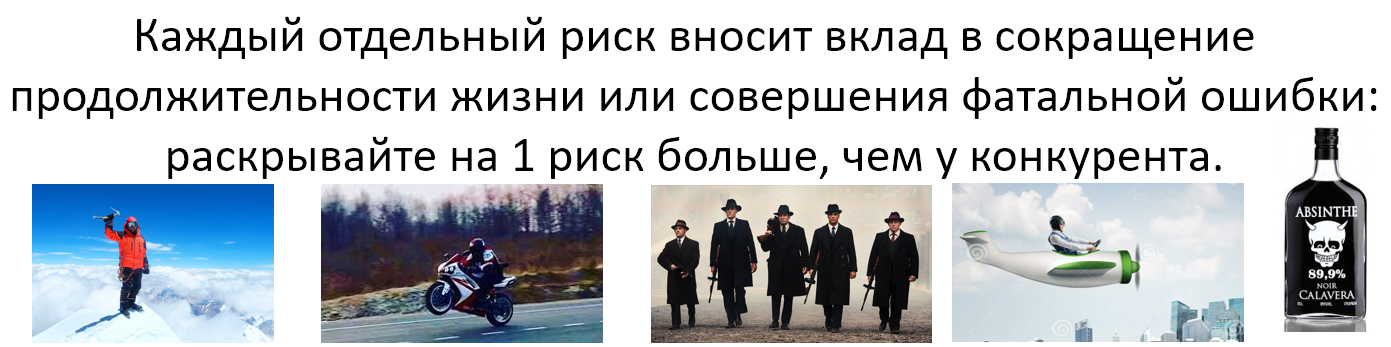 Каждый отдельный риск вносит вклад в сокращение
продолжительности жизни или совершения фатальной ошибки:
раскрывайте на 1 риск больше, чем у конкурента.
ABSINTHE
89,9%
NOIR
CALAVERA